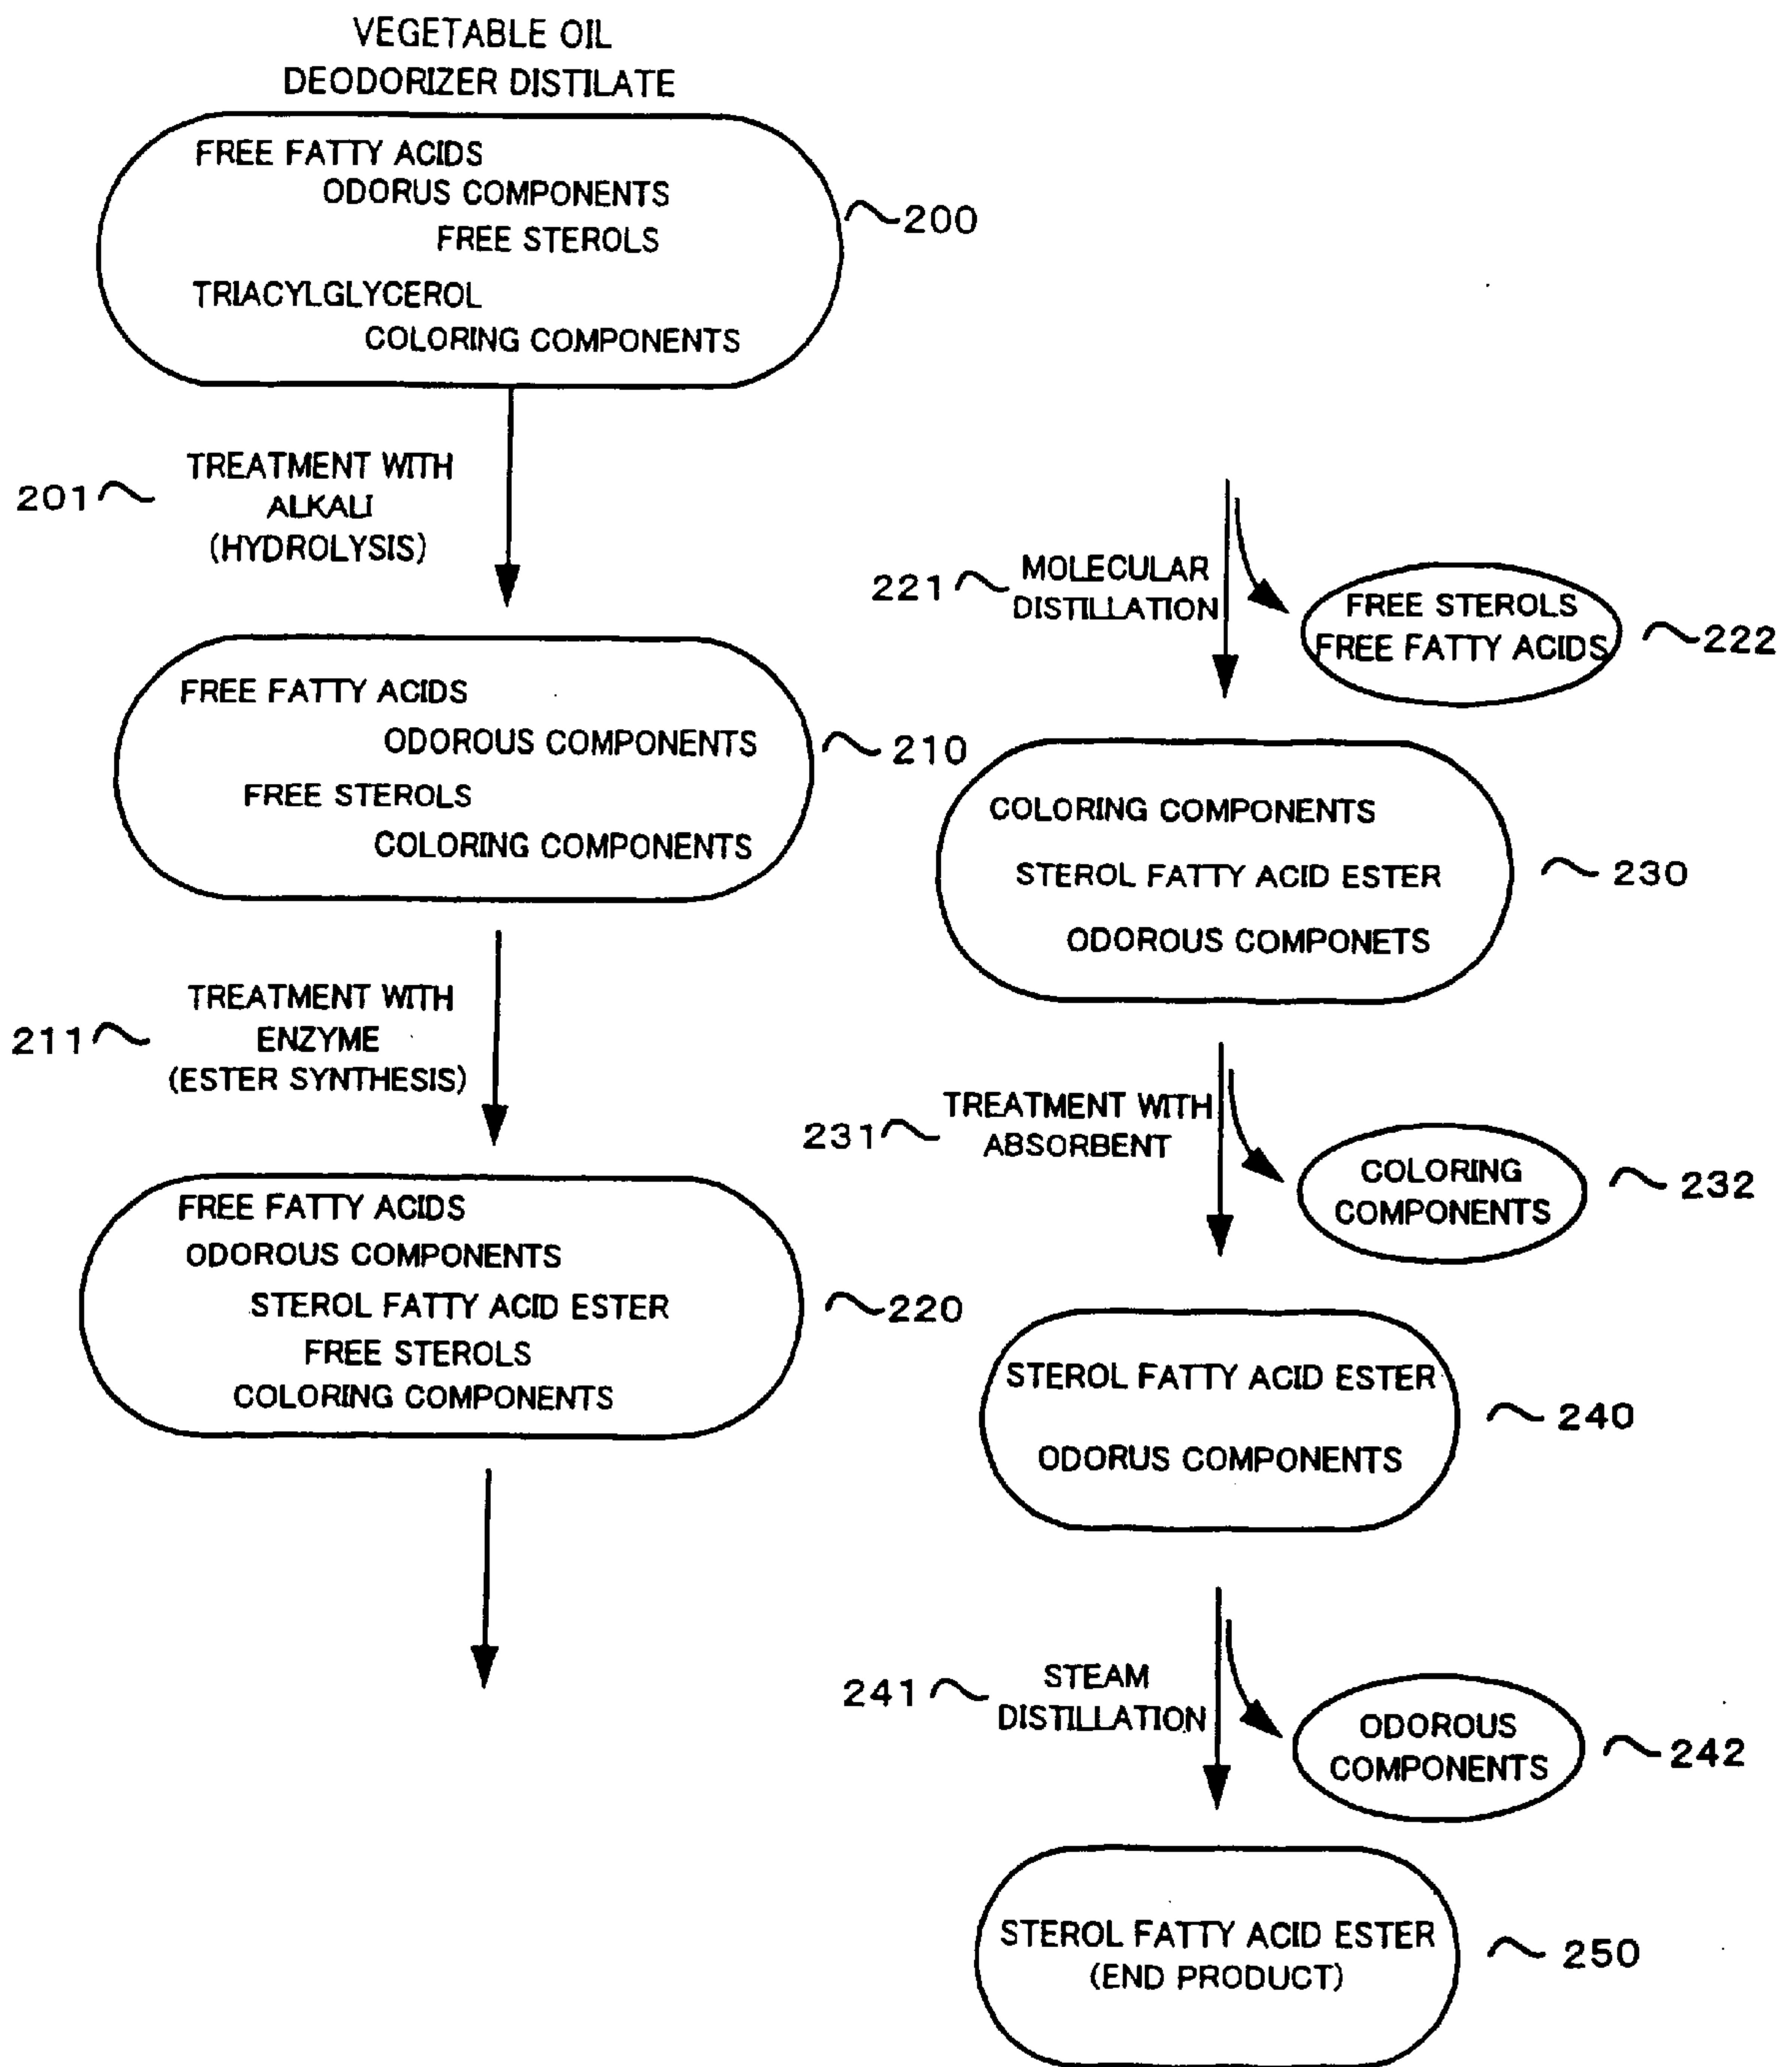 VEGETABLE OIL
DEODORIZER DISTILATE
FREE FATTY ACIDS
ODORUS COMPONENTS
200
FREE STEROLS
TRIACYLGLYCEROL
COLORING COMPONENTS
201
TREATMENT WITH
ALKALI
(HYDROLYSIS)
FREE FATTY ACIDS
ODOROUS COMPONENTS
210
FREE STEROLS
COLORING COMPONENTS
211
TREATMENT WITH
ENZYME
(ESTER SYNTHESIS)
FREE FATTY ACIDS
ODOROUS COMPONENTS
STEROL FATTY ACID ESTER
220
FREE STEROLS
COLORING COMPONENTS
221
MOLECULAR
DISTILLATION
FREE STEROLS
FREE FATTY ACIDS
222
COLORING COMPONENTS
STEROL FATTY ACID ESTER
230
ODOROUS COMPONETS
231
TREATMENT WITH
ABSORBENT
COLORING
COMPONENTS
232
STEROL FATTY ACID ESTER
240
ODORUS COMPONENTS
241
STEAM
DISTILLATION
ODOROUS
COMPONENTS
242
STEROL FATTY ACID ESTER
(END PRODUCT)
250